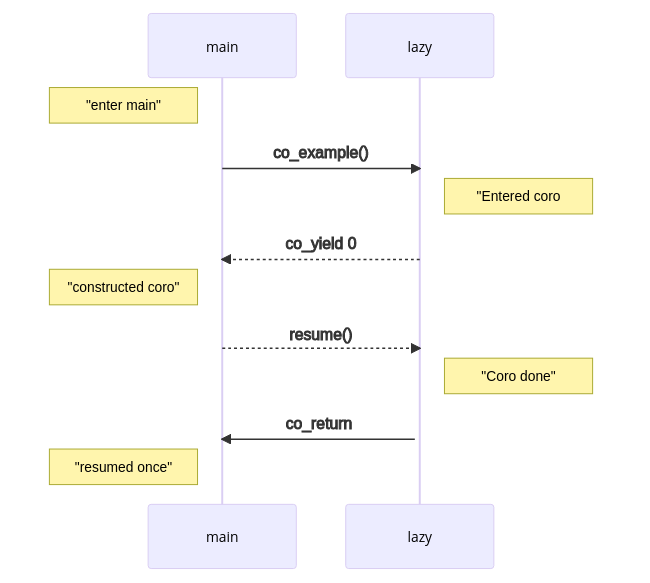 main
lazy
"enter main"
co_example()
"Entered coro
co_yield 0
"constructed coro"
resume()
"Coro done"
co_return
"resumed once"
main
lazy